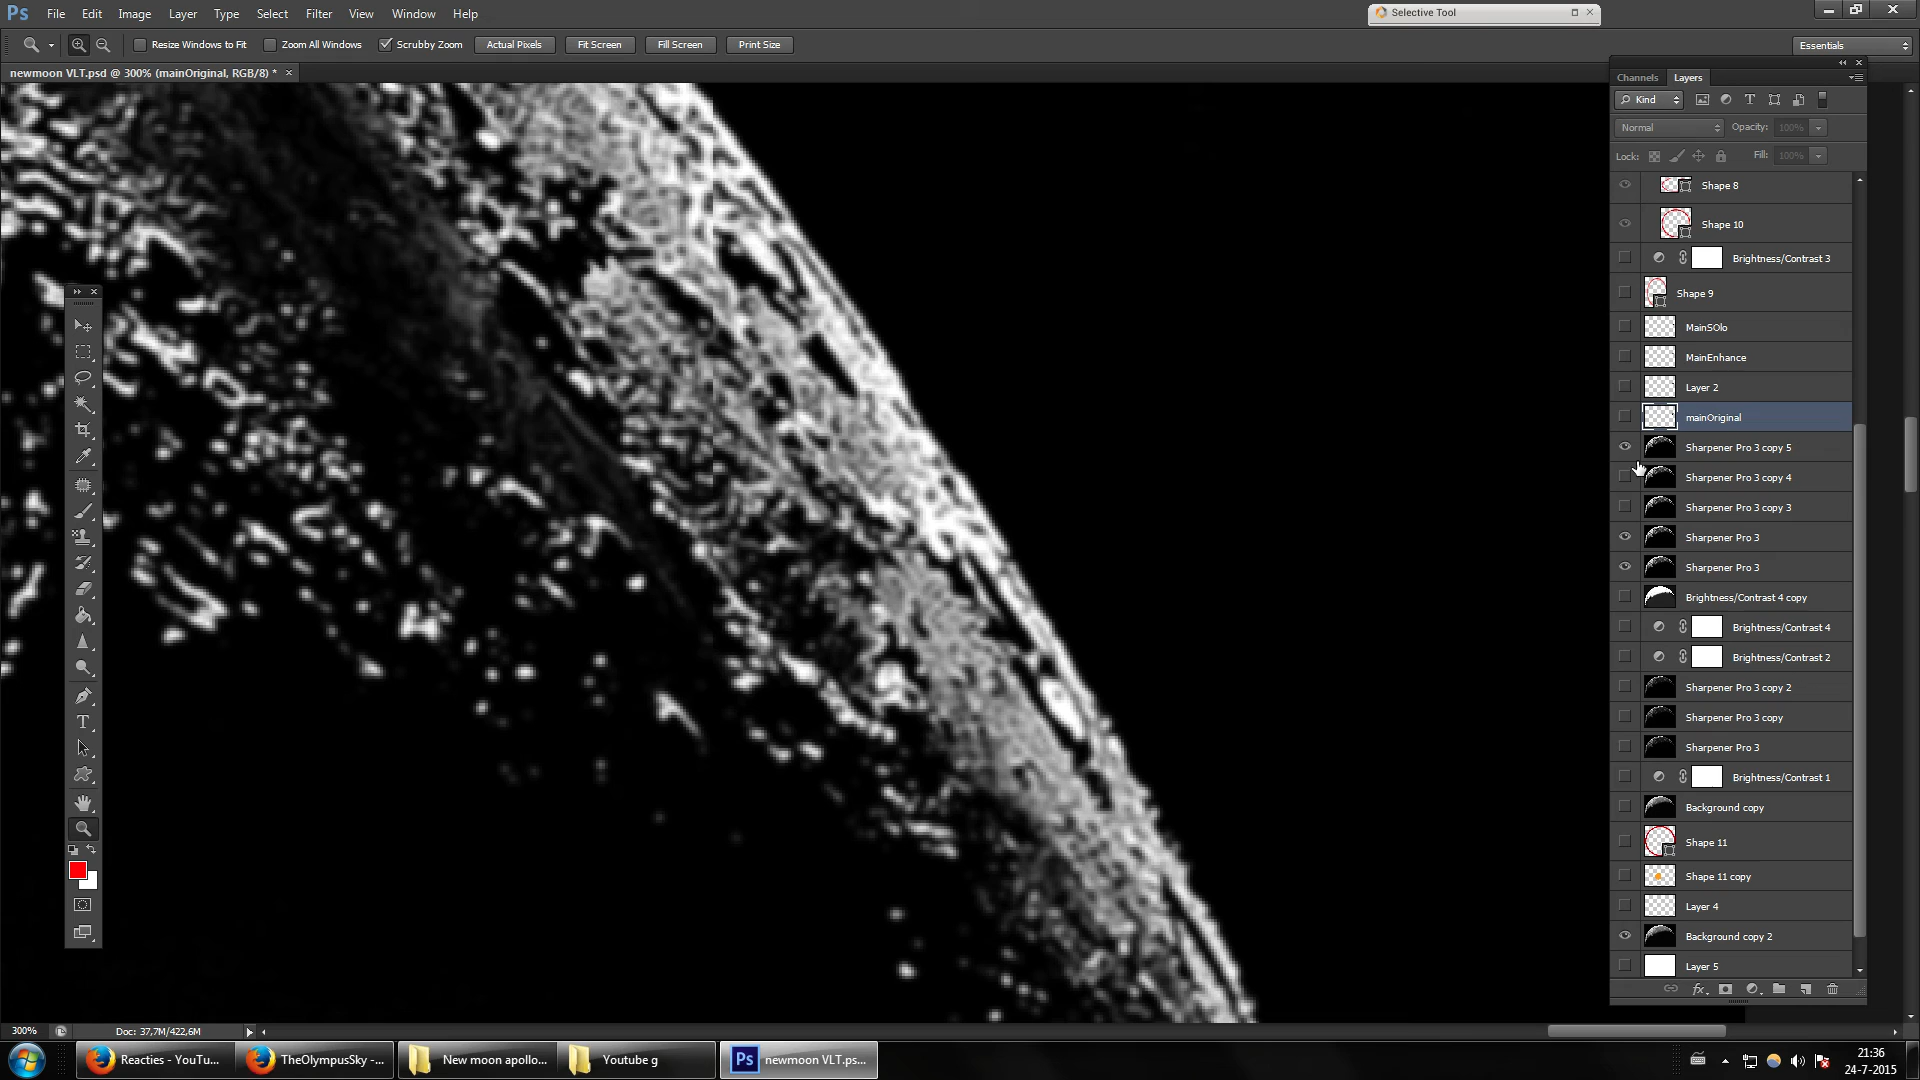 Ps File Edit Image Layer Type Select Filter View Window Help
Selective Tool
Resize Windows to Fit Zoom All Windows Scrubby Zoom Actual Pixels Fit Screen Fill Screen Print Size Essentials
newmoon VLT.psd @ 300% (mainOriginal, RGB/8) *
Channels Layers
Kind
Normal Opacity: 100%
Lock: Fill: 100%
Shape 8
Shape 10
Brightness/Contrast 3
Shape 9
MainSOlo
MainEnhance
Layer 2
mainOriginal
Sharpener Pro 3 copy 5
Sharpener Pro 3 copy 4
Sharpener Pro 3 copy 3
Sharpener Pro 3
Sharpener Pro 3
Brightness/Contrast 4 copy
Brightness/Contrast 4
Brightness/Contrast 2
Sharpener Pro 3 copy 2
Sharpener Pro 3 copy
Sharpener Pro 3
Brightness/Contrast 1
Background copy
Shape 11
Shape 11 copy
Layer 4
Background copy 2
Layer 5
fx
300% Doc: 37,7M/422,6M
Reacties - YouTu... TheOlympusSky -... New moon apollo... Youtube g Ps newmoon VLT.ps... 21:36
24-7-2015